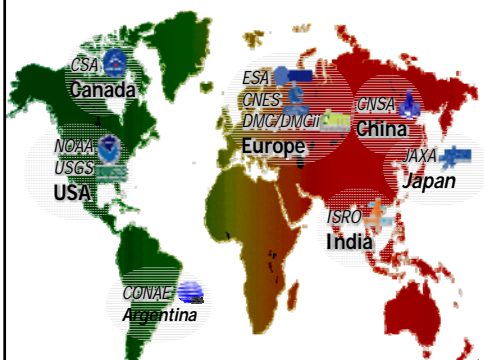 CSA
Canada
NOAA
USGS
USA
CONAE
Argentina
ESA
CNES
DMC/DMCii
Europe
CNSA
China
JAXA
Japan
ISRO
India